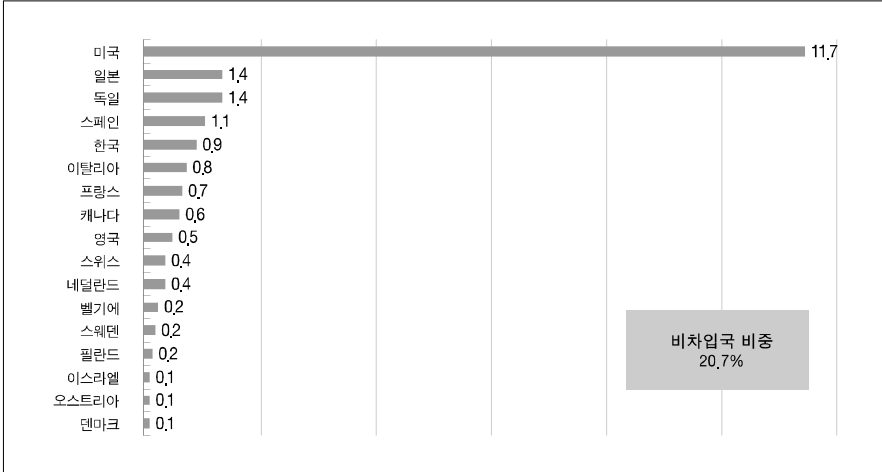 미국 11.7
일본 1.4
독일 1.4
스페인 1.1
한국 0.9
이탈리아 0.8
프랑스 0.7
캐나다 0.6
영국 0.5
스위스 0.4
네덜란드 0.4
벨기에 0.2
스웨덴 0.2
필란드 0.2
이스라엘 0.1
오스트리아 0.1
덴마크 0.1
비차입국 비중
20.7%